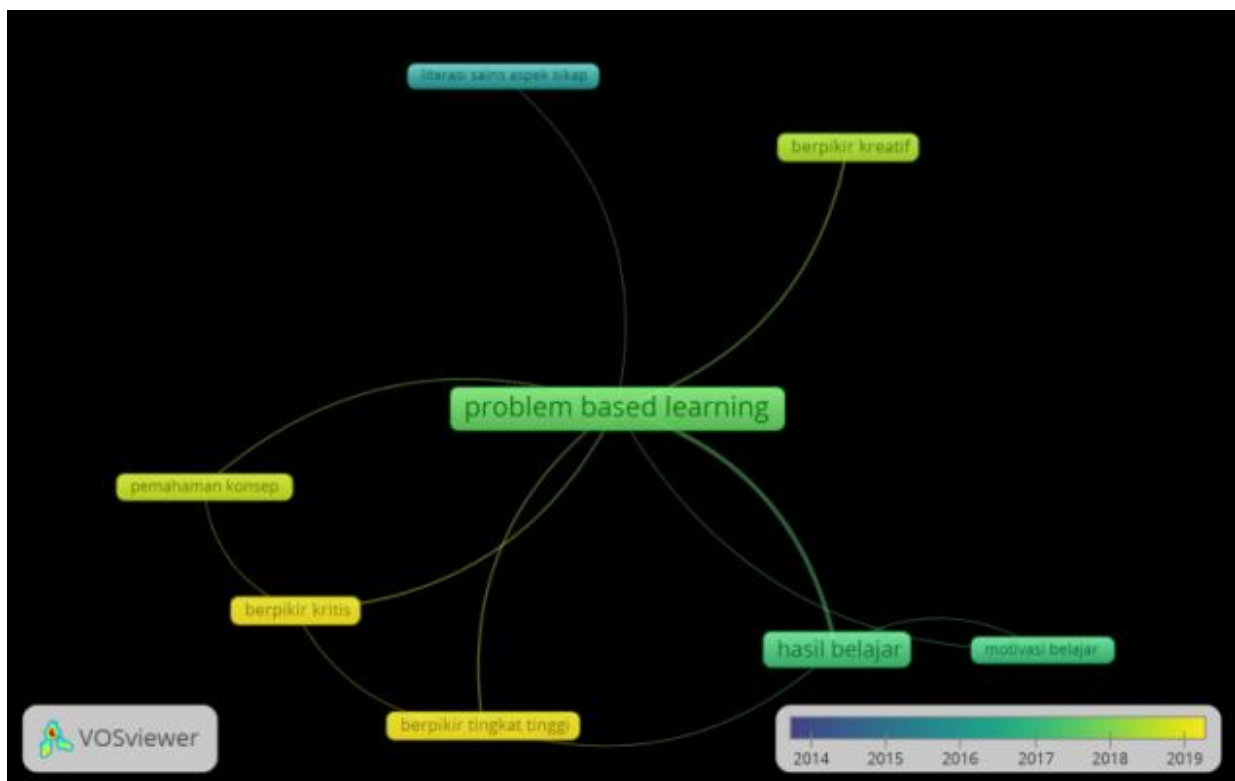 literasi sains aspek sikap
berpikir kreatif
problem based learning
pemahaman konsep
berpikir kritis
hasil belajar
motivasi belajar
berpikir tingkat tinggi
VOSviewer
2014 2015 2016 2017 2018 2019